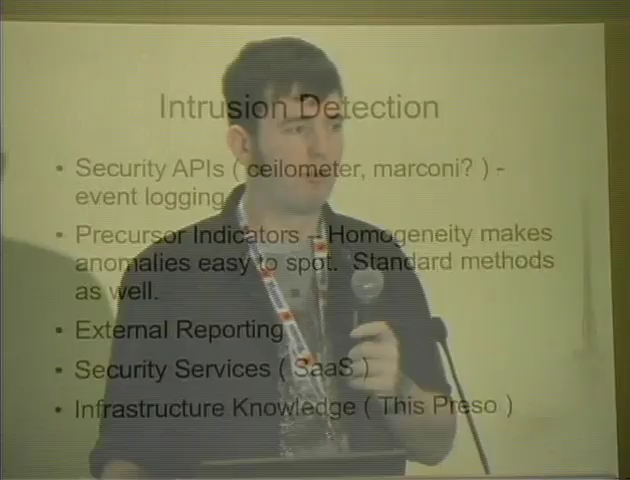 Intrusion Detection
• Security APIs ( ceilometer, marconi? ) -
event logging
• Precursor Indicators – Homogeneity makes
anomalies easy to spot. Standard methods
as well.
• External Reporting
• Security Services ( SaaS )
• Infrastructure Knowledge ( This Preso )